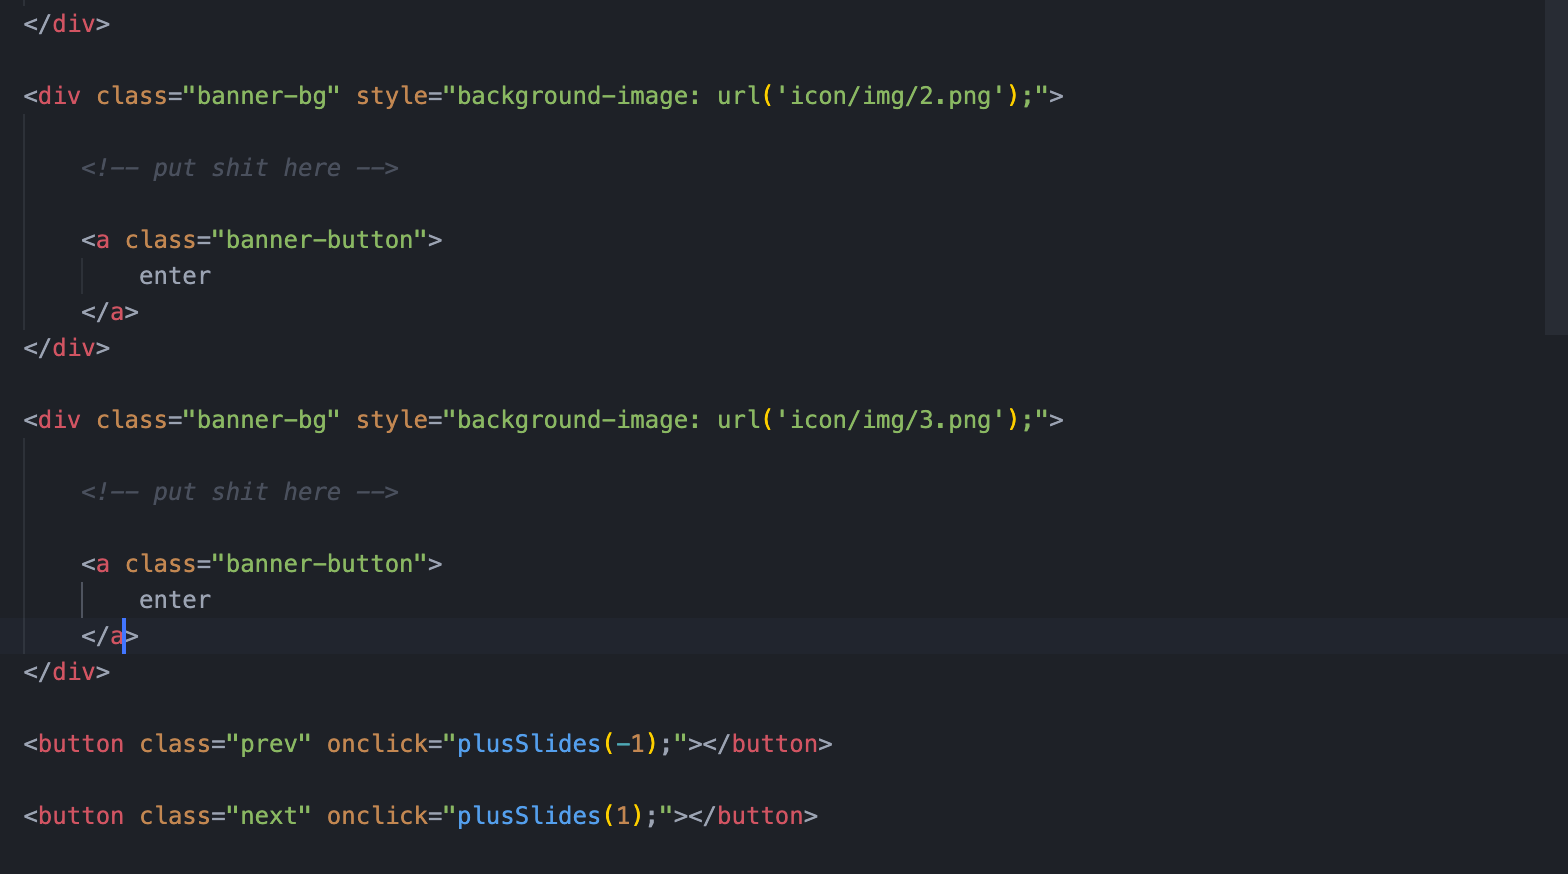 </div>
<div class="banner-bg" style="background-image: url('icon/img/2.png');">
<!-- put shit here -->
<a class="banner-button">
enter
</a>
</div>
<div class="banner-bg" style="background-image: url('icon/img/3.png');">
<!-- put shit here -->
<a class="banner-button">
enter
</a>
</div>
<button class="prev" onclick="plusSlides(-1);"></button>
<button class="next" onclick="plusSlides(1);"></button>